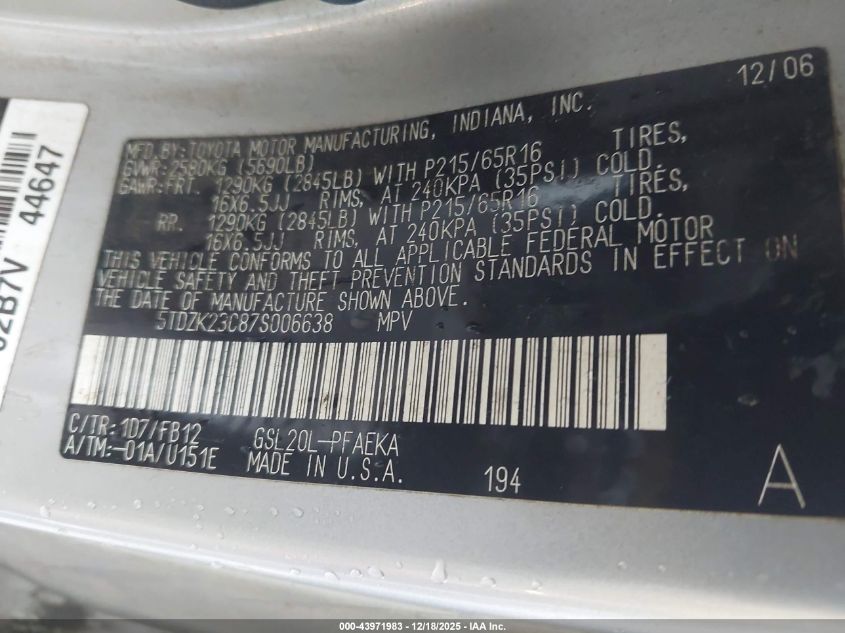 12/06
MFD.BY:TOYOTA MOTOR MANUFACTURING, INDIANA, INC.
GVWR:2580KG (5690LB)
GAWR:FRT. 1290KG (2845LB) WITH P215/65R16 TIRES,
16X6.5JJ RIMS, AT 240KPA (35PSI) COLD.
RR. 1290KG (2845LB) WITH P215/65R16 TIRES,
16X6.5JJ RIMS, AT 240KPA (35PSI) COLD.
THIS VEHICLE CONFORMS TO ALL APPLICABLE FEDERAL MOTOR
VEHICLE SAFETY AND THEFT PREVENTION STANDARDS IN EFFECT ON
THE DATE OF MANUFACTURE SHOWN ABOVE.
5TDZK23C87S006638 MPV
C/TR:1D7/FB12 GSL20L-PFAEKA
A/TM:-01A/U151E MADE IN U.S.A. 194 A
02B7V 44647
000-43971983 – 12/18/2025 – IAA Inc.